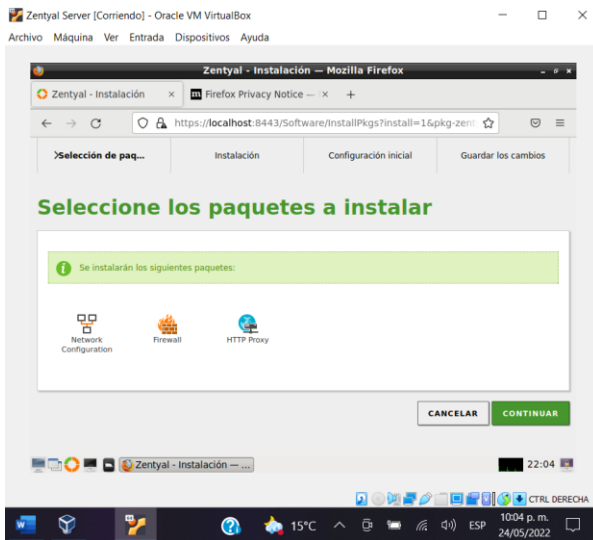 Zentyal Server [Corriendo] - Oracle VM VirtualBox
Archivo Máquina Ver Entrada Dispositivos Ayuda
Zentyal - Instalación — Mozilla Firefox
Zentyal - Instalación
Firefox Privacy Notice —
https://localhost:8443/Software/InstallPkgs?install=1&pkg-zent
Selección de paq...
Instalación
Configuración inicial
Guardar los cambios
Seleccione los paquetes a instalar
Se instalarán los siguientes paquetes:
Network
Configuration
Firewall
HTTP Proxy
CANCELAR
CONTINUAR
Zentyal - Instalación — ...
22:04
CTRL DERECHA
15°C
ESP
10:04 p. m.
24/05/2022